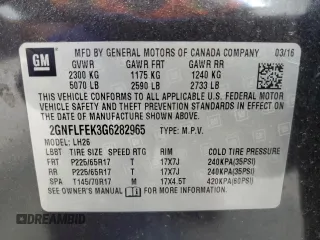 GM
MFD BY GENERAL MOTORS OF CANADA COMPANY 03/16
GVWR GAWR FRT GAWR RR
2300 KG 1175 KG 1240 KG
5070 LB 2590 LB 2733 LB
THIS VEHICLE CONFORMS TO ALL APPLICABLE U.S. FEDERAL MOTOR VEHICLE SAFETY, BUMPER, AND THEFT PREVENTION STANDARDS IN EFFECT ON THE DATE OF MANUFACTURE SHOWN ABOVE.
2GNFLFEK3G6282965 TYPE: M.P.V.
MODEL: LH26
LBBT TIRE SIZE SPEED RTG RIM COLD TIRE PRESSURE
FRT P225/65R17 T 17X7J 240KPA(35PSI)
RR P225/65R17 T 17X7J 240KPA(35PSI)
SPA T145/70R17 M 17X4.5T 420KPA(60PSI)
SEE OWNER'S MANUAL FOR ADDITIONAL INFORMATION.